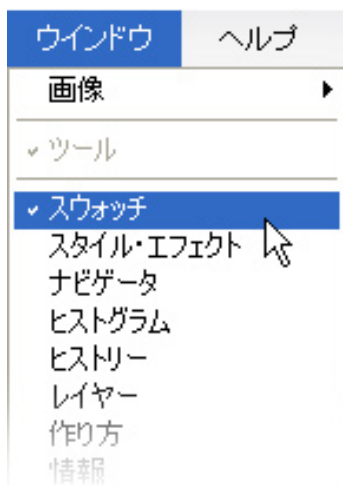 ウインドウ ヘルプ
画像
ツール
スウォッチ
スタイル・エフェクト
ナビゲータ
ヒストグラム
ヒストリー
レイヤー
作り方
情報